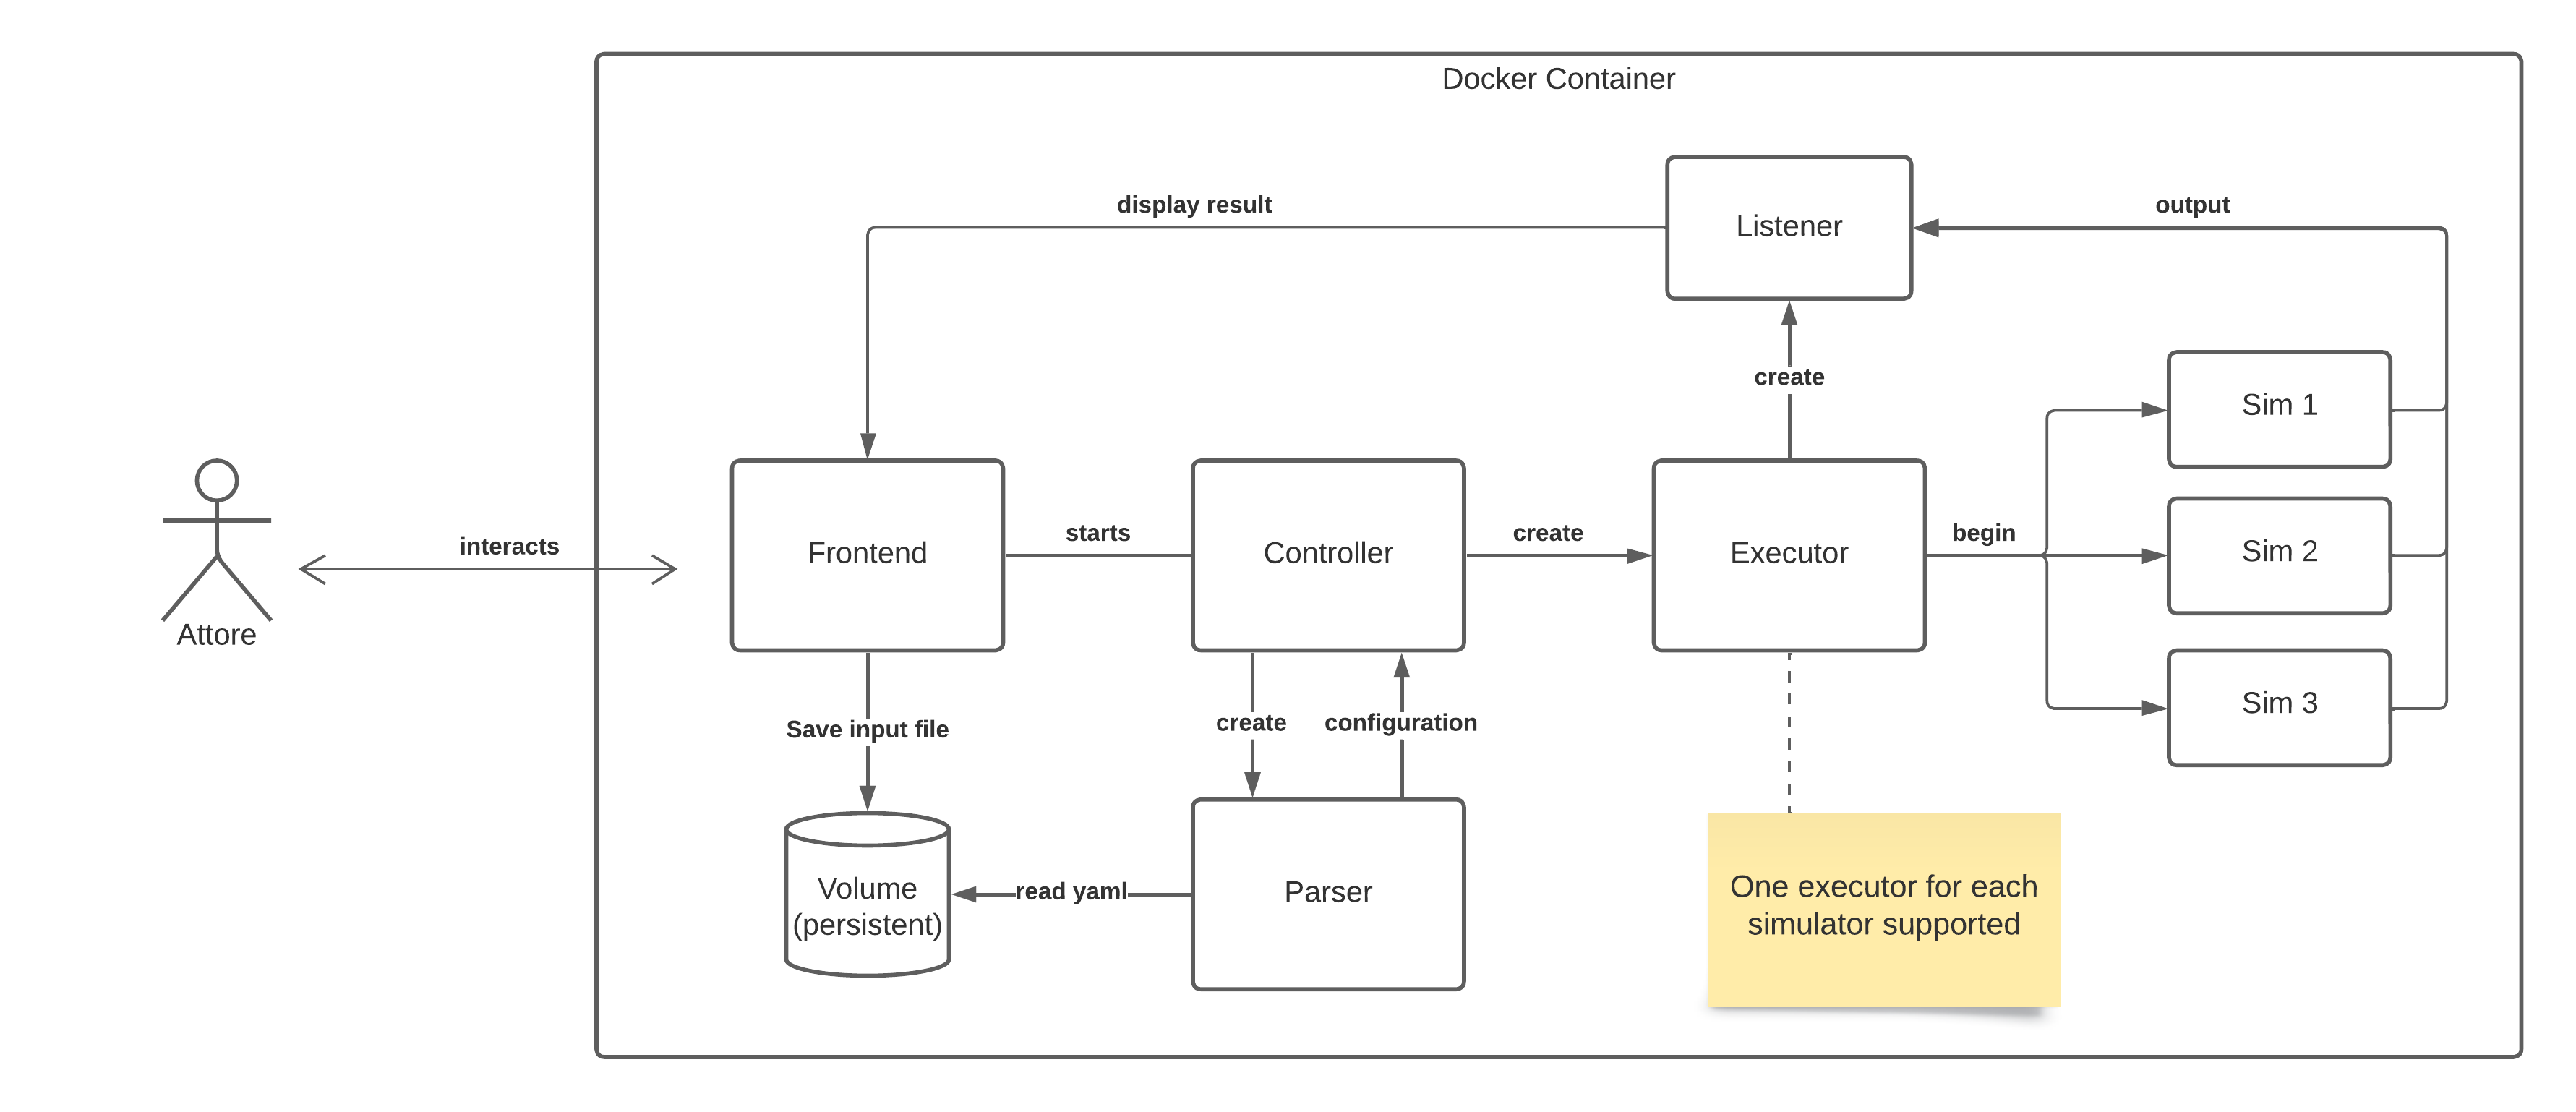 Docker Container
display result
Listener
output
create
Sim 1
interacts
Attore
Frontend
starts
Controller
create
Executor
begin
Sim 2
Sim 3
Save input file
create
configuration
Volume
(persistent)
read yaml
Parser
One executor for each
simulator supported